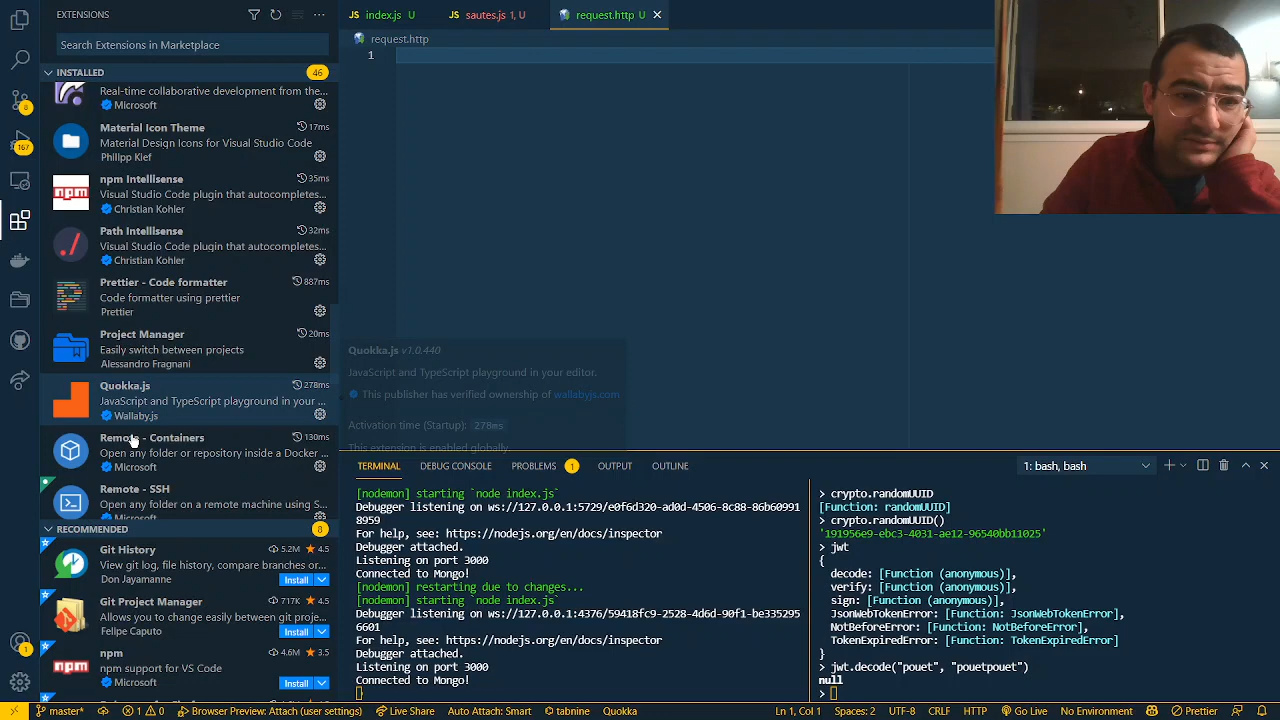 EXTENSIONS
index.js U
sautes.js 1, U
request.http U
Search Extensions in Marketplace
request.http
INSTALLED 46
1
Real-time collaborative development from the...
Microsoft
Material Icon Theme 17ms
Material Design Icons for Visual Studio Code
Philipp Kief
npm Intellisense 35ms
Visual Studio Code plugin that autocompletes...
Christian Kohler
Path Intellisense 32ms
Visual Studio Code plugin that autocompletes...
Christian Kohler
Prettier - Code formatter 887ms
Code formatter using prettier
Prettier
Project Manager 20ms
Easily switch between projects
Alessandro Fragnani
Quokka.js 278ms
JavaScript and TypeScript playground in your ...
Wallaby.js
Remote - Containers 130ms
Open any folder or repository inside a Docker ...
Microsoft
Remote - SSH
Open any folder on a remote machine using S...
Microsoft
RECOMMENDED 8
Git History 5.2M 4.5
View git log, file history, compare branches or...
Don Jayamanne Install
Git Project Manager 717K 4.5
Allows you to change easily between git proje...
Felipe Caputo Install
npm 4.6M 3.5
npm support for VS Code
Microsoft Install
8
167
1
Quokka.js v1.0.440
JavaScript and TypeScript playground in your editor.
This publisher has verified ownership of wallabyjs.com
Activation time (Startup): 278ms
This extension is enabled globally.
TERMINAL DEBUG CONSOLE PROBLEMS 1 OUTPUT OUTLINE 1: bash, bash
[nodemon] starting `node index.js`
Debugger listening on ws://127.0.0.1:5729/e0f6d320-ad0d-4506-8c88-86b60991
8959
For help, see: https://nodejs.org/en/docs/inspector
Debugger attached.
Listening on port 3000
Connected to Mongo!
[nodemon] restarting due to changes...
[nodemon] starting `node index.js`
Debugger listening on ws://127.0.0.1:4376/59418fc9-2528-4d6d-90f1-be335295
6601
For help, see: https://nodejs.org/en/docs/inspector
Debugger attached.
Listening on port 3000
Connected to Mongo!
> crypto.randomUUID
[Function: randomUUID]
> crypto.randomUUID()
'191956e9-ebc3-4031-ae12-96540bb11025'
> jwt
{
decode: [Function (anonymous)],
verify: [Function (anonymous)],
sign: [Function (anonymous)],
JsonWebTokenError: [Function: JsonWebTokenError],
NotBeforeError: [Function: NotBeforeError],
TokenExpiredError: [Function: TokenExpiredError]
}
> jwt.decode("pouet", "pouetpouet")
null
>
master* 1 0 Browser Preview: Attach (user settings) Live Share Auto Attach: Smart tabnine Quokka Ln 1, Col 1 Spaces: 2 UTF-8 CRLF HTTP Go Live No Environment Prettier